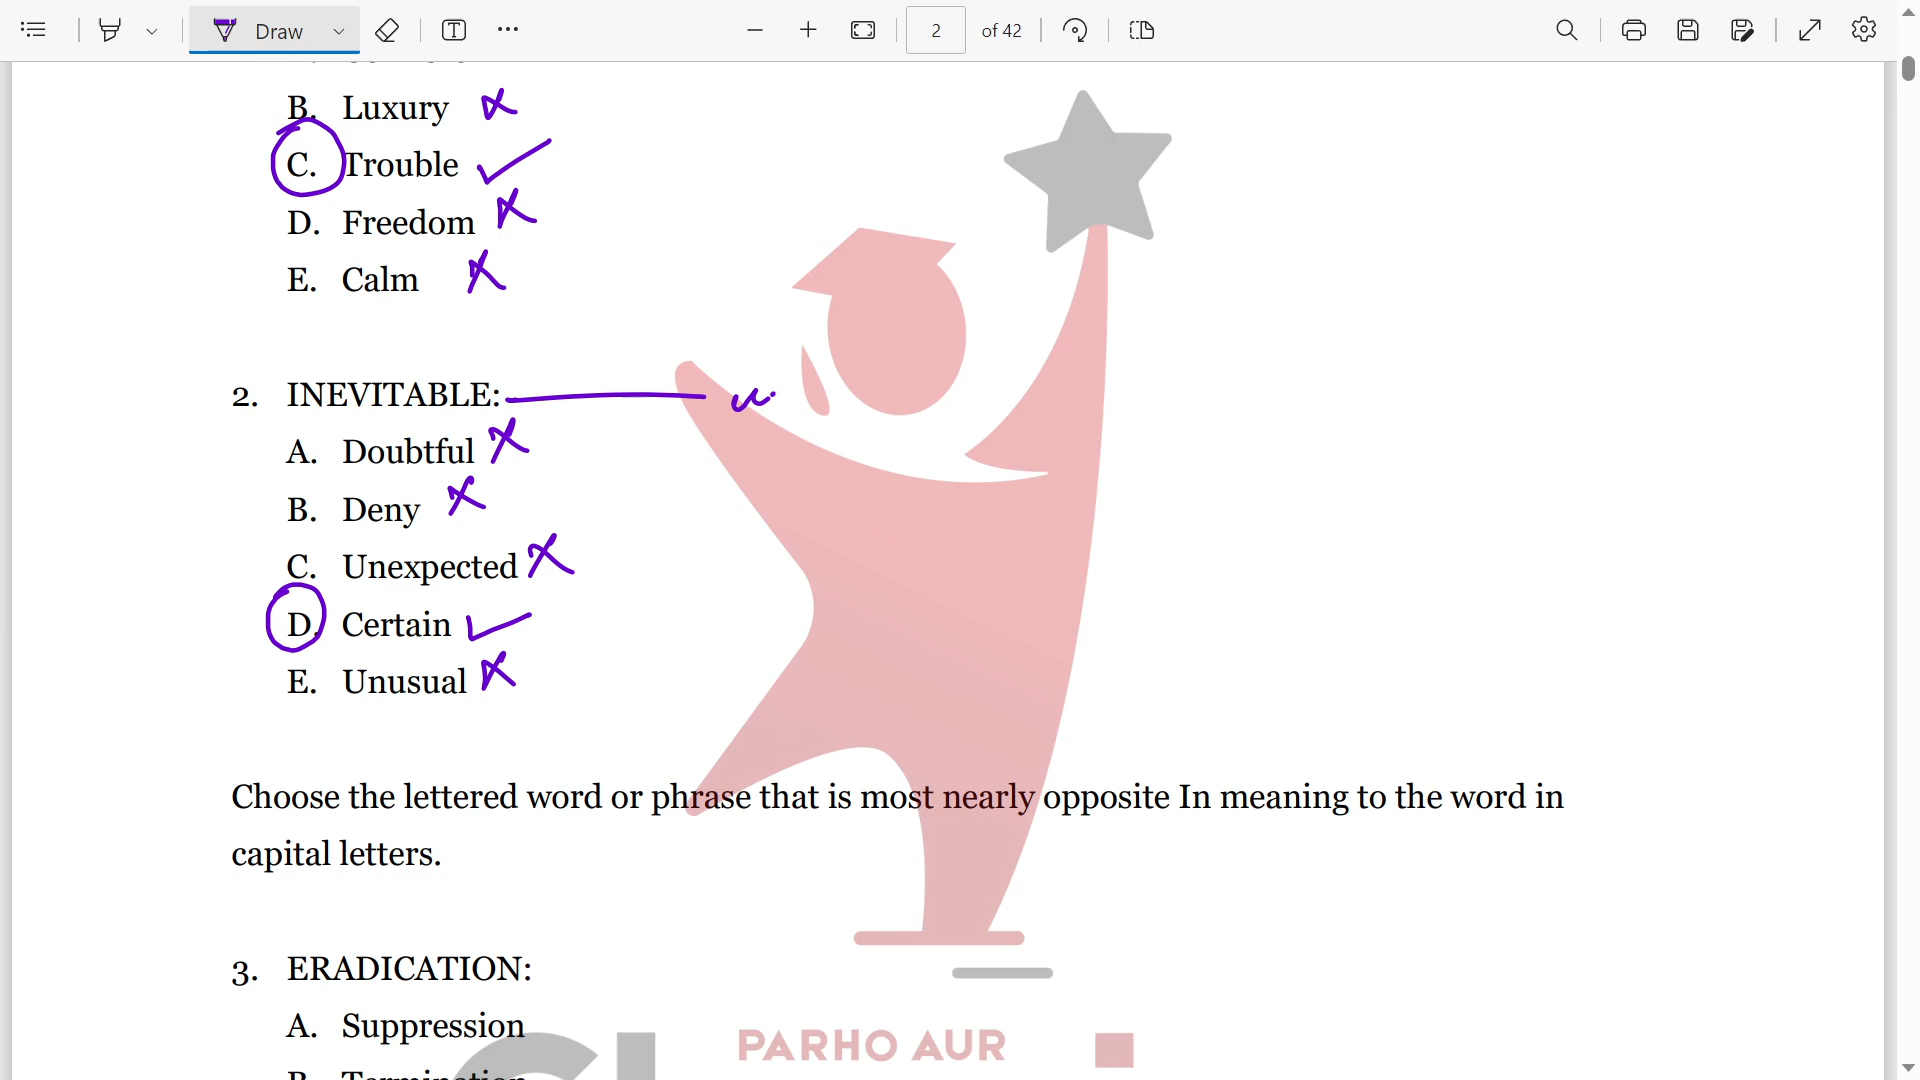 Draw
2 of 42
B. Luxury
C. Trouble
D. Freedom
E. Calm
2. INEVITABLE:
A. Doubtful
B. Deny
C. Unexpected
D. Certain
E. Unusual
Choose the lettered word or phrase that is most nearly opposite In meaning to the word in
capital letters.
3. ERADICATION:
A. Suppression
PARHO AUR
B. Termination